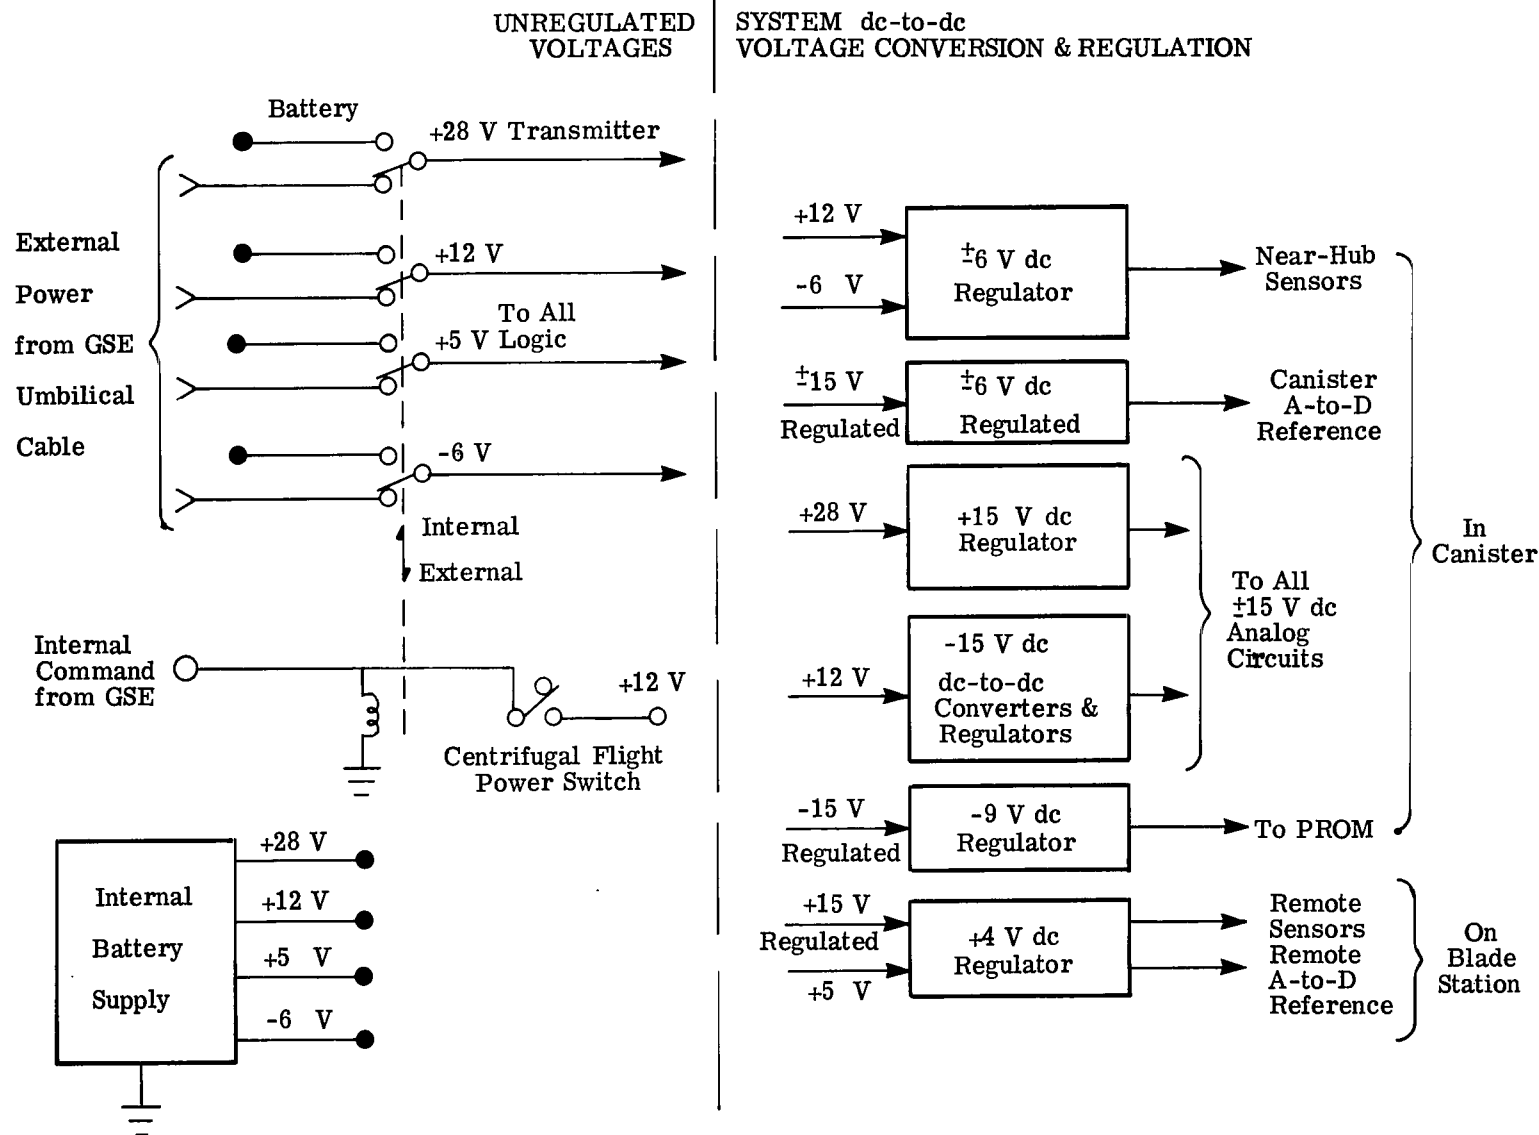 UNREGULATED
VOLTAGES
SYSTEM dc-to-dc
VOLTAGE CONVERSION & REGULATION
Battery
+28 V Transmitter
External
Power
from GSE
Umbilical
Cable
+12 V
To All
+5 V Logic
-6 V
Internal
External
Internal
Command
from GSE
+12 V
Centrifugal Flight
Power Switch
Internal
Battery
Supply
+28 V
+12 V
+5 V
-6 V
+12 V
-6 V
±6 V dc
Regulator
Near-Hub
Sensors
±15 V
Regulated
±6 V dc
Regulated
Canister
A-to-D
Reference
+28 V
+15 V dc
Regulator
+12 V
-15 V dc
dc-to-dc
Converters &
Regulators
To All
±15 V dc
Analog
Circuits
In
Canister
-15 V
Regulated
-9 V dc
Regulator
To PROM
+15 V
Regulated
+5 V
+4 V dc
Regulator
Remote
Sensors
Remote
A-to-D
Reference
On
Blade
Station